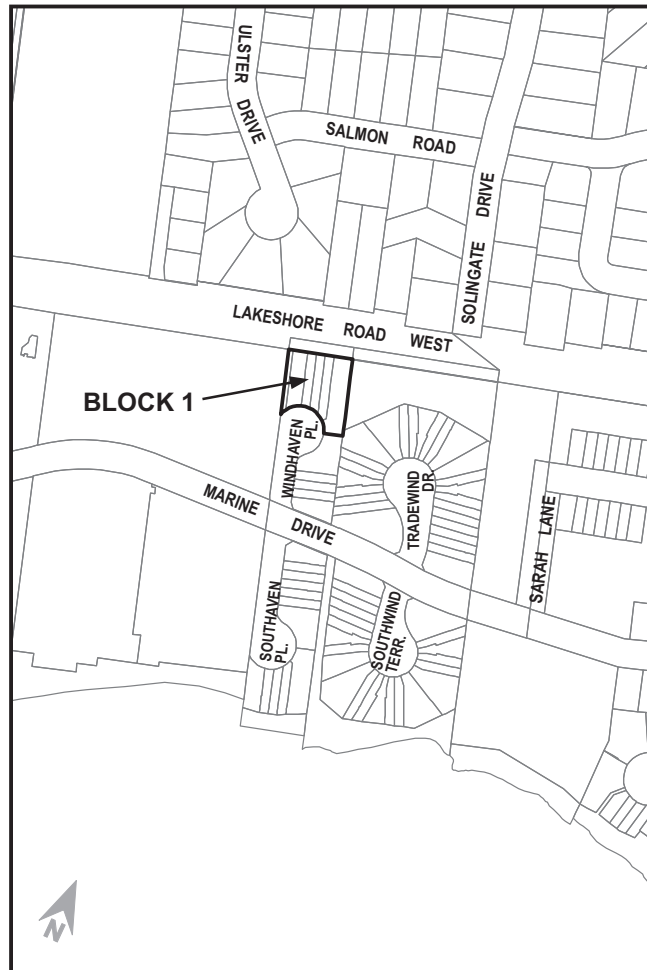 ULSTER DRIVE
SALMON ROAD
SOLINGATE DRIVE
LAKESHORE ROAD WEST
BLOCK 1
WINDHAVEN PL.
TRADEWIND DR.
MARINE DRIVE
SARAH LANE
SOUTHAVEN PL.
SOUTHWIND TERR.
N